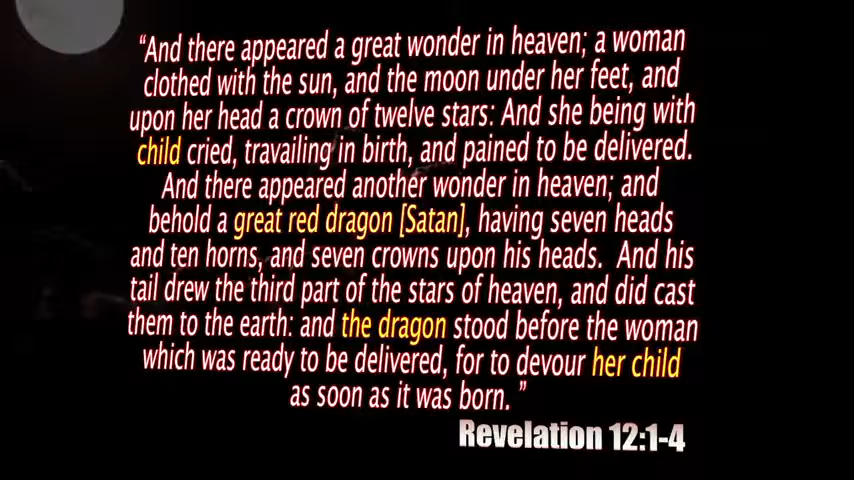 “And there appeared a great wonder in heaven; a woman
clothed with the sun, and the moon under her feet, and
upon her head a crown of twelve stars: And she being with
child cried, travailing in birth, and pained to be delivered.
And there appeared another wonder in heaven; and
behold a great red dragon [Satan], having seven heads
and ten horns, and seven crowns upon his heads. And his
tail drew the third part of the stars of heaven, and did cast
them to the earth: and the dragon stood before the woman
which was ready to be delivered, for to devour her child
as soon as it was born. ”
Revelation 12:1-4